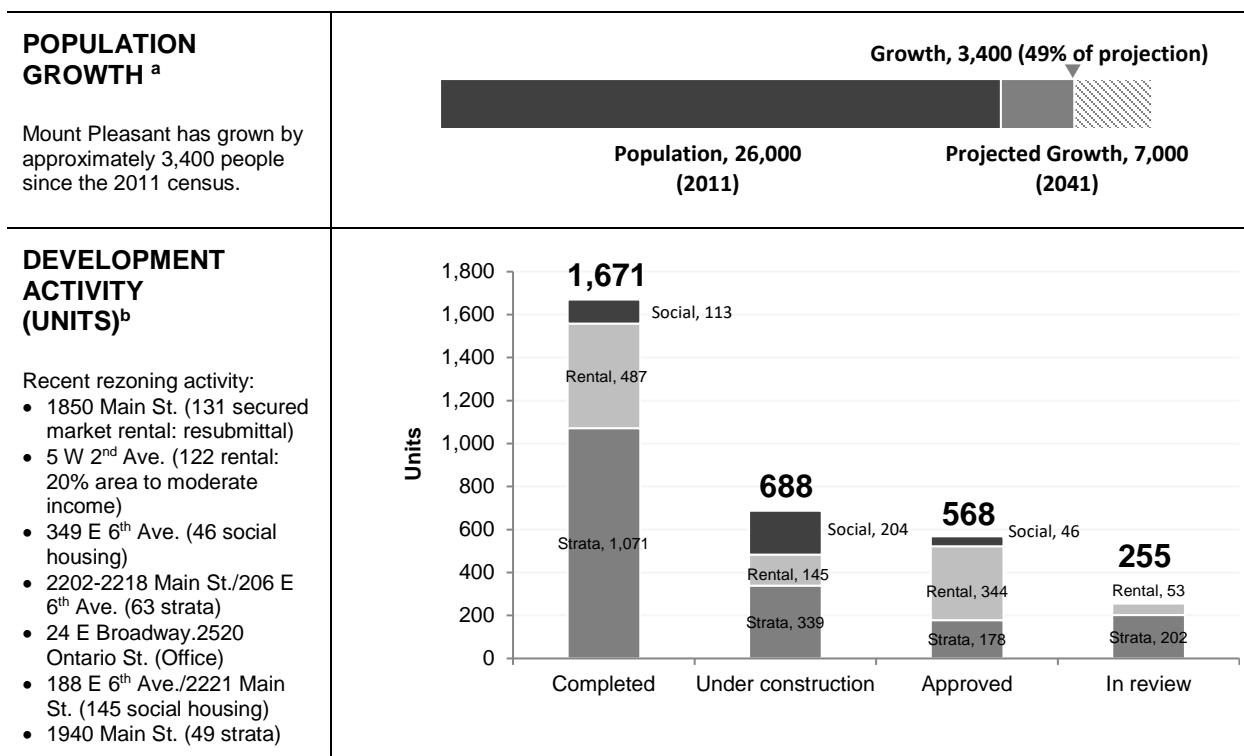 POPULATION
GROWTH a
Mount Pleasant has grown by
approximately 3,400 people
since the 2011 census.
Growth, 3,400 (49% of projection)
Population, 26,000
(2011)
Projected Growth, 7,000
(2041)
DEVELOPMENT
ACTIVITY
(UNITS)b
Recent rezoning activity:
• 1850 Main St. (131 secured
market rental: resubmittal)
• 5 W 2nd Ave. (122 rental:
20% area to moderate
income)
• 349 E 6th Ave. (46 social
housing)
• 2202-2218 Main St./206 E
6th Ave. (63 strata)
• 24 E Broadway.2520
Ontario St. (Office)
• 188 E 6th Ave./2221 Main
St. (145 social housing)
• 1940 Main St. (49 strata)
Units
1,800
1,600
1,400
1,200
1,000
800
600
400
200
0
1,671
Social, 113
Rental, 487
Strata, 1,071
Completed
688
Social, 204
Rental, 145
Strata, 339
Under construction
568
Social, 46
Rental, 344
Strata, 178
Approved
255
Rental, 53
Strata, 202
In review